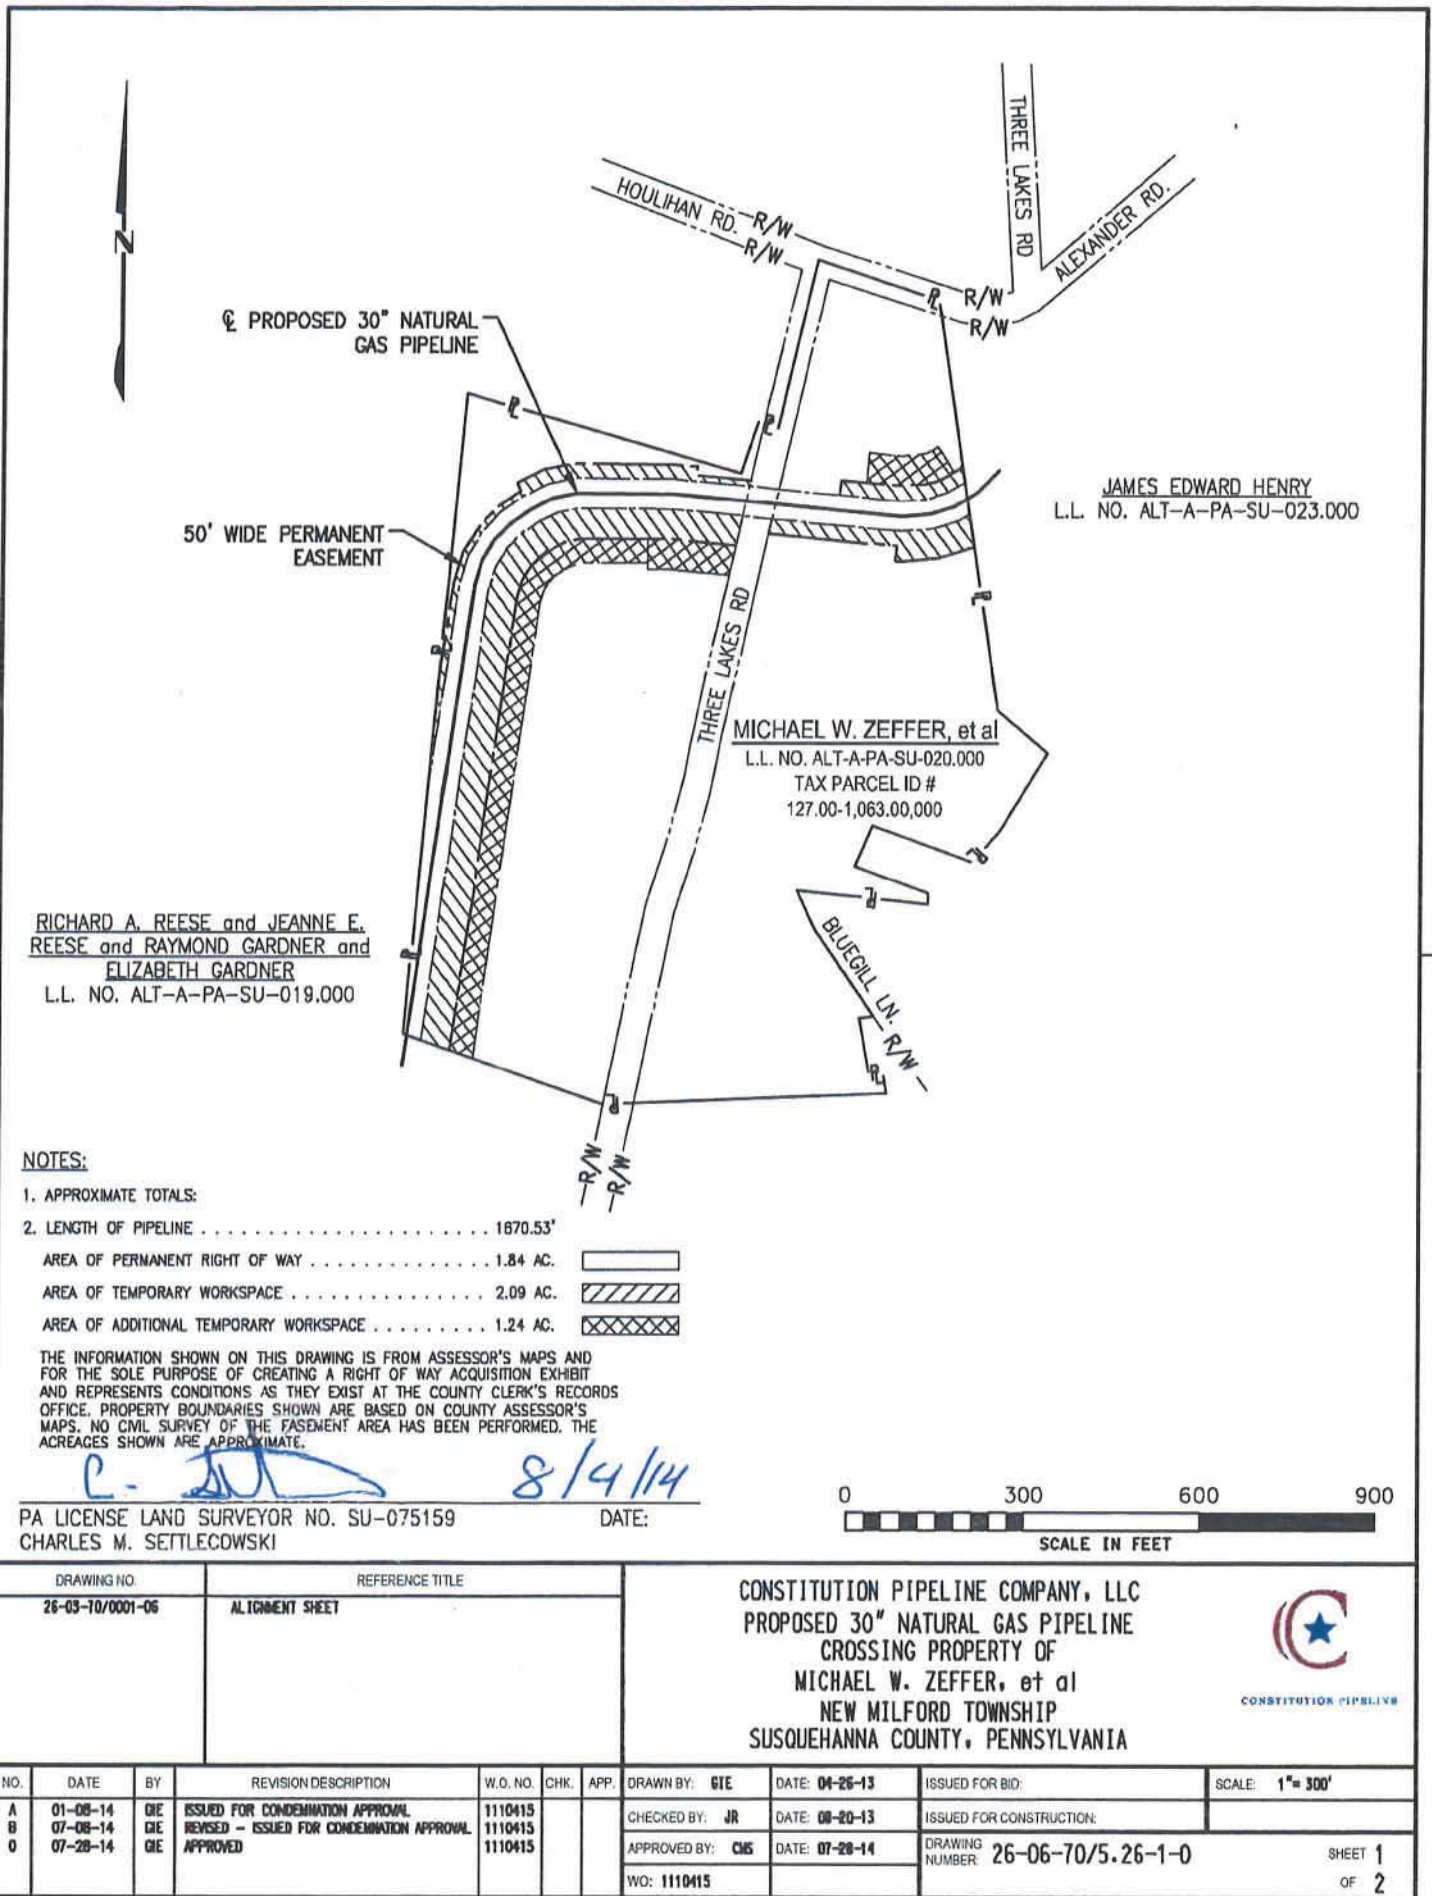 THREE LAKES RD
HOULIHAN RD.
R/W
R/W
ALEXANDER RD.
R/W
R/W
N
℄ PROPOSED 30" NATURAL
GAS PIPELINE
50' WIDE PERMANENT
EASEMENT
JAMES EDWARD HENRY
L.L. NO. ALT-A-PA-SU-023.000
THREE LAKES RD
MICHAEL W. ZEFFER, et al
L.L. NO. ALT-A-PA-SU-020.000
TAX PARCEL ID #
127.00-1,063.00,000
RICHARD A. REESE and JEANNE E.
REESE and RAYMOND GARDNER and
ELIZABETH GARDNER
L.L. NO. ALT-A-PA-SU-019.000
BLUEGILL LN.
R/W
R/W
R/W
NOTES:
1. APPROXIMATE TOTALS:
2. LENGTH OF PIPELINE . . . . . . . . . . . . . . . . . . . . . . 1670.53'
AREA OF PERMANENT RIGHT OF WAY . . . . . . . . . . . . . . 1.84 AC.
AREA OF TEMPORARY WORKSPACE . . . . . . . . . . . . . . . 2.09 AC.
AREA OF ADDITIONAL TEMPORARY WORKSPACE . . . . . . . . . 1.24 AC.
THE INFORMATION SHOWN ON THIS DRAWING IS FROM ASSESSOR'S MAPS AND
FOR THE SOLE PURPOSE OF CREATING A RIGHT OF WAY ACQUISITION EXHIBIT
AND REPRESENTS CONDITIONS AS THEY EXIST AT THE COUNTY CLERK'S RECORDS
OFFICE. PROPERTY BOUNDARIES SHOWN ARE BASED ON COUNTY ASSESSOR'S
MAPS. NO CIVIL SURVEY OF THE EASEMENT AREA HAS BEEN PERFORMED. THE
ACREAGES SHOWN ARE APPROXIMATE.
8/4/14
PA LICENSE LAND SURVEYOR NO. SU-075159 DATE:
CHARLES M. SETTLECOWSKI
0 300 600 900
SCALE IN FEET
DRAWING NO. REFERENCE TITLE
26-03-70/0001-06 ALIGNMENT SHEET
CONSTITUTION PIPELINE COMPANY, LLC
PROPOSED 30" NATURAL GAS PIPELINE
CROSSING PROPERTY OF
MICHAEL W. ZEFFER, et al
NEW MILFORD TOWNSHIP
SUSQUEHANNA COUNTY, PENNSYLVANIA
CONSTITUTION PIPELINE
NO. DATE BY REVISION DESCRIPTION W.O. NO. CHK. APP.
A 01-08-14 GIE ISSUED FOR CONDEMNATION APPROVAL 1110415
B 07-08-14 GIE REVISED - ISSUED FOR CONDEMNATION APPROVAL 1110415
0 07-28-14 GIE APPROVED 1110415
DRAWN BY: GIE DATE: 04-26-13 ISSUED FOR BID: SCALE: 1"= 300'
CHECKED BY: JR DATE: 08-20-13 ISSUED FOR CONSTRUCTION:
APPROVED BY: CMS DATE: 07-28-14 DRAWING NUMBER: 26-06-70/5.26-1-0 SHEET 1
WO: 1110415 OF 2